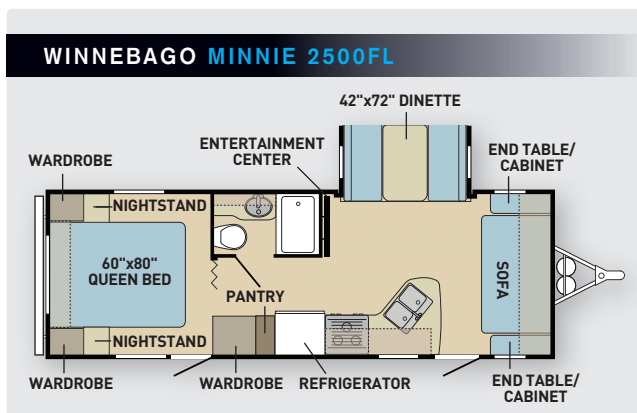 WINNEBAGO MINNIE 2500FL
42"x72" DINETTE
ENTERTAINMENT
CENTER
END TABLE/
CABINET
WARDROBE
NIGHTSTAND
60"x80"
QUEEN BED
PANTRY
SOFA
NIGHTSTAND
WARDROBE
WARDROBE
REFRIGERATOR
END TABLE/
CABINET